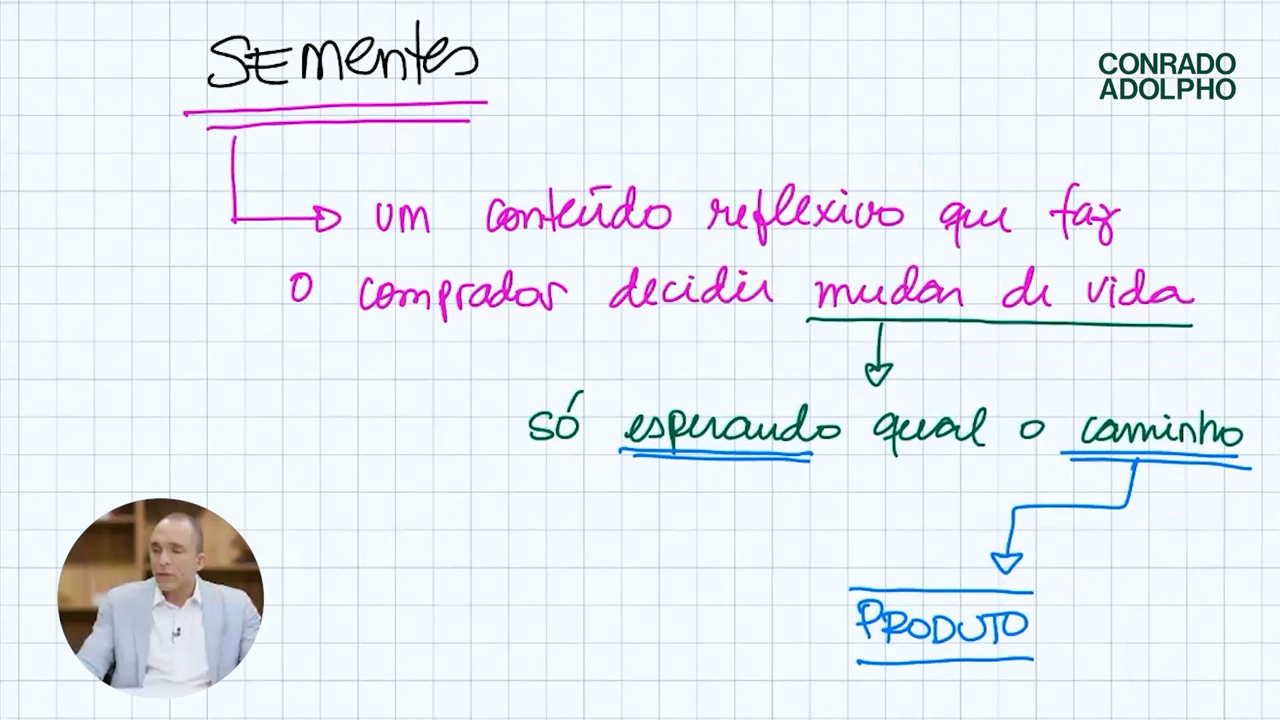 SEmentes
CONRADO
ADOLPHO
um conteúdo reflexivo que faz
o comprador decidir mudar de vida
só esperando qual o caminho
PRODUTO